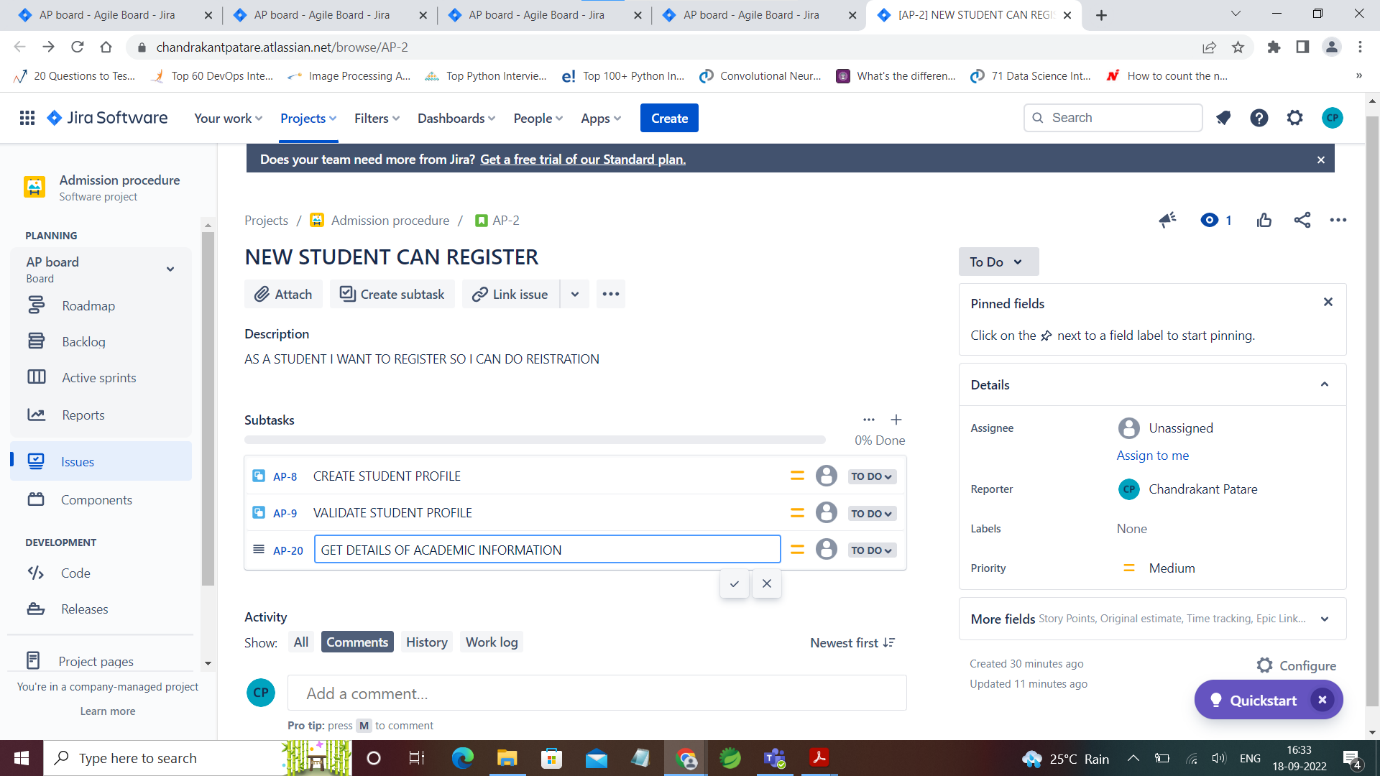 AP board - Agile Board - Jira
AP board - Agile Board - Jira
AP board - Agile Board - Jira
AP board - Agile Board - Jira
[AP-2] NEW STUDENT CAN REGIS
chandrakantpatare.atlassian.net/browse/AP-2
20 Questions to Tes...
Top 60 DevOps Inte...
Image Processing A...
Top Python Intervie...
Top 100+ Python In...
Convolutional Neur...
What's the differen...
71 Data Science Int...
How to count the n...
»
Jira Software
Your work
Projects
Filters
Dashboards
People
Apps
Create
Search
CP
Does your team need more from Jira? Get a free trial of our Standard plan.
Admission procedure
Software project
PLANNING
AP board
Board
Roadmap
Backlog
Active sprints
Reports
Issues
Components
DEVELOPMENT
Code
Releases
Project pages
You're in a company-managed project
Learn more
Projects / Admission procedure / AP-2
1
NEW STUDENT CAN REGISTER
Attach
Create subtask
Link issue
Description
AS A STUDENT I WANT TO REGISTER SO I CAN DO REISTRATION
Subtasks
0% Done
AP-8 CREATE STUDENT PROFILE TO DO
AP-9 VALIDATE STUDENT PROFILE TO DO
AP-20 GET DETAILS OF ACADEMIC INFORMATION TO DO
Activity
Show: All Comments History Work log
Newest first
CP
Add a comment...
Pro tip: press M to comment
To Do
Pinned fields
Click on the next to a field label to start pinning.
Details
Assignee Unassigned
Assign to me
Reporter CP Chandrakant Patare
Labels None
Priority Medium
More fields Story Points, Original estimate, Time tracking, Epic Link...
Created 30 minutes ago
Configure
Updated 11 minutes ago
Quickstart
Type here to search
25°C Rain
ENG
16:33
18-09-2022
4